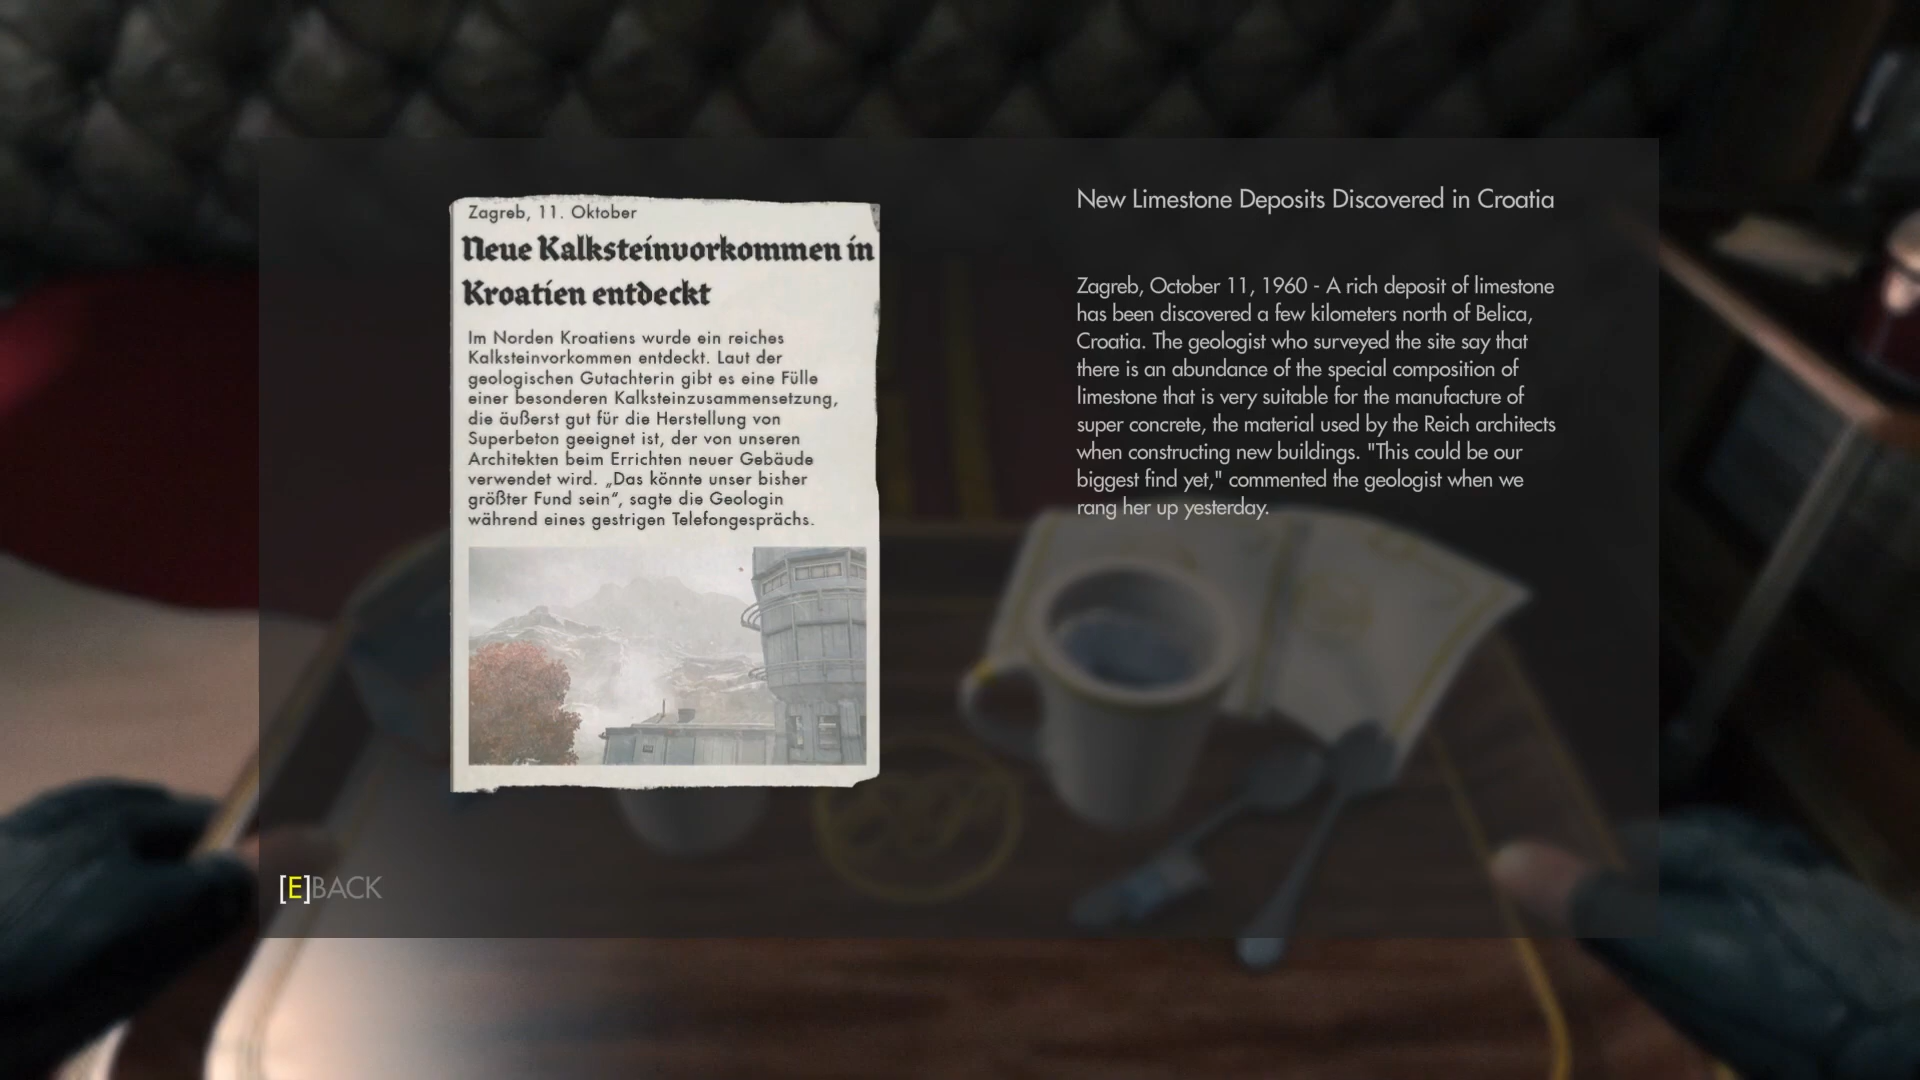 Zagreb, 11. Oktober
Neue Kalksteinvorkommen in
Kroatien entdeckt
Im Norden Kroatiens wurde ein reiches
Kalksteinvorkommen entdeckt. Laut der
geologischen Gutachterin gibt es eine Fülle
einer besonderen Kalksteinzusammensetzung,
die äußerst gut für die Herstellung von
Superbeton geeignet ist, der von unseren
Architekten beim Errichten neuer Gebäude
verwendet wird. „Das könnte unser bisher
größter Fund sein“, sagte die Geologin
während eines gestrigen Telefongesprächs.
New Limestone Deposits Discovered in Croatia
Zagreb, October 11, 1960 - A rich deposit of limestone
has been discovered a few kilometers north of Belica,
Croatia. The geologist who surveyed the site say that
there is an abundance of the special composition of
limestone that is very suitable for the manufacture of
super concrete, the material used by the Reich architects
when constructing new buildings. "This could be our
biggest find yet," commented the geologist when we
rang her up yesterday.
[E]BACK